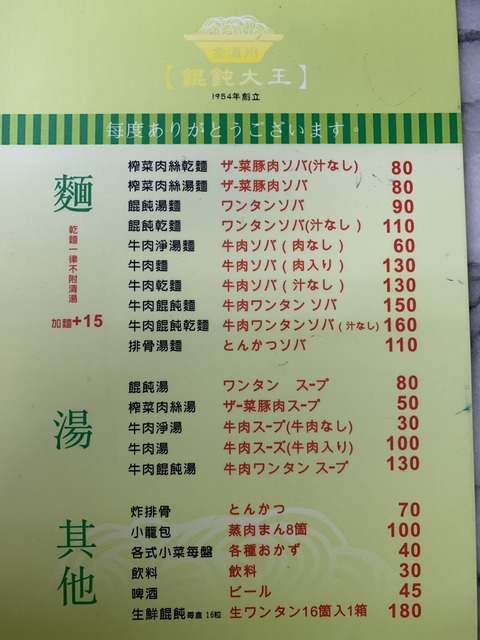 趙道州
【餛飩大王】
1954年創立
毎度ありがとうございます。
麵
乾麵一律不附清湯
加麵+15
榨菜肉絲乾麵 ザ-菜豚肉ソバ(汁なし) 80
榨菜肉絲湯麵 ザ-菜豚肉ソバ 80
餛飩湯麵 ワンタンソバ 90
餛飩乾麵 ワンタンソバ(汁なし) 110
牛肉淨湯麵 牛肉ソバ(肉なし) 60
牛肉麵 牛肉ソバ(肉入り) 130
牛肉乾麵 牛肉ソバ(汁なし) 130
牛肉餛飩麵 牛肉ワンタン ソバ 150
牛肉餛飩乾麵 牛肉ワンタンソバ(汁なし) 160
排骨湯麵 とんかつソバ 110
湯
餛飩湯 ワンタン スープ 80
榨菜肉絲湯 ザ-菜豚肉スープ 50
牛肉淨湯 牛肉スープ(牛肉なし) 30
牛肉湯 牛肉スーズ(牛肉入り) 100
牛肉餛飩湯 牛肉ワンタン スープ 130
其他
炸排骨 とんかつ 70
小籠包 蒸肉まん8箇 100
各式小菜每盤 各種おかず 40
飲料 飲料 30
啤酒 ビール 45
生鮮餛飩每盒16粒 生ワンタン16箇入1箱 180